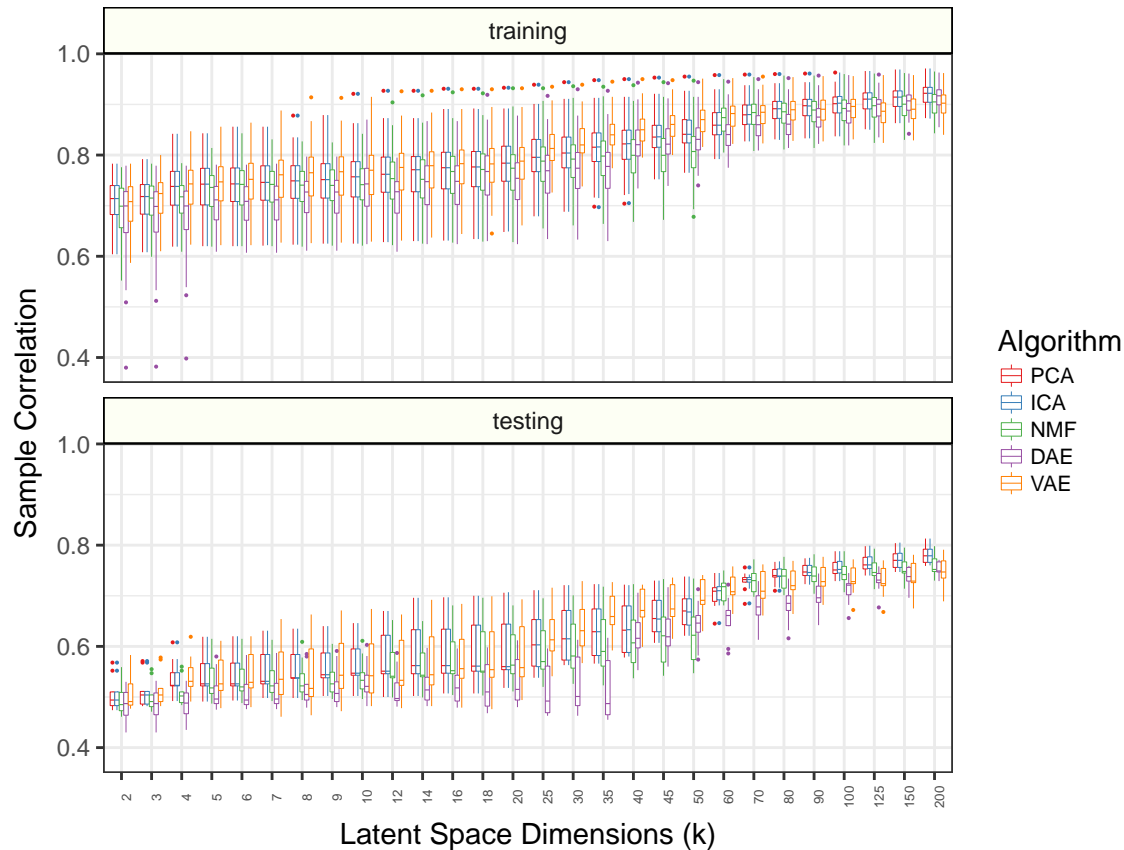 training
1.0
0.8
0.6
0.4
testing
1.0
0.8
0.6
0.4
Sample Correlation
2 3 4 5 6 7 8 9 10 12 14 16 18 20 25 30 35 40 45 50 60 70 80 90 100 125 150 200
Latent Space Dimensions (k)
Algorithm
PCA
ICA
NMF
DAE
VAE